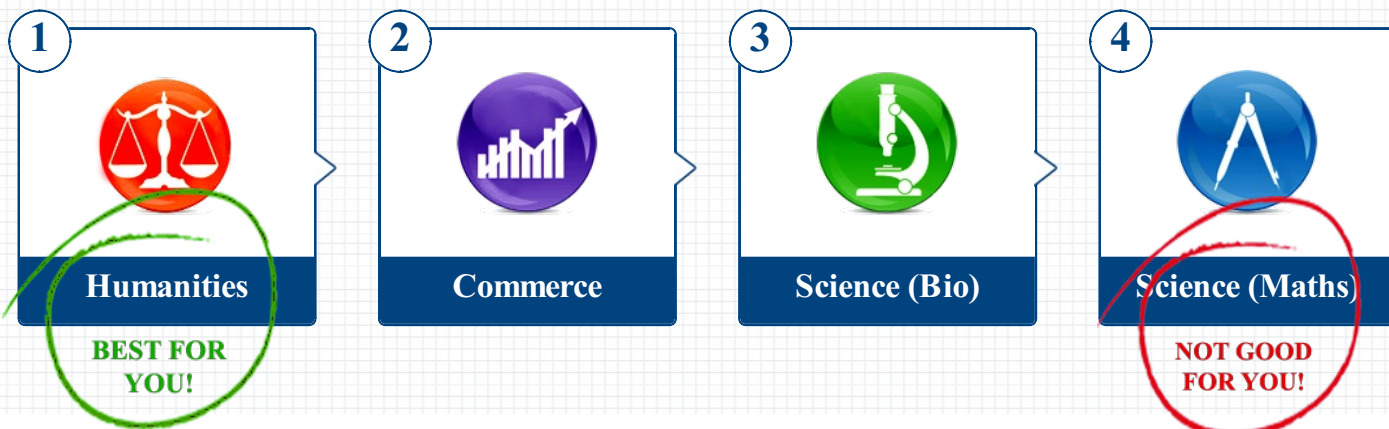 1
2
3
4
Humanities
Commerce
Science (Bio)
Science (Maths)
BEST FOR
YOU!
NOT GOOD
FOR YOU!